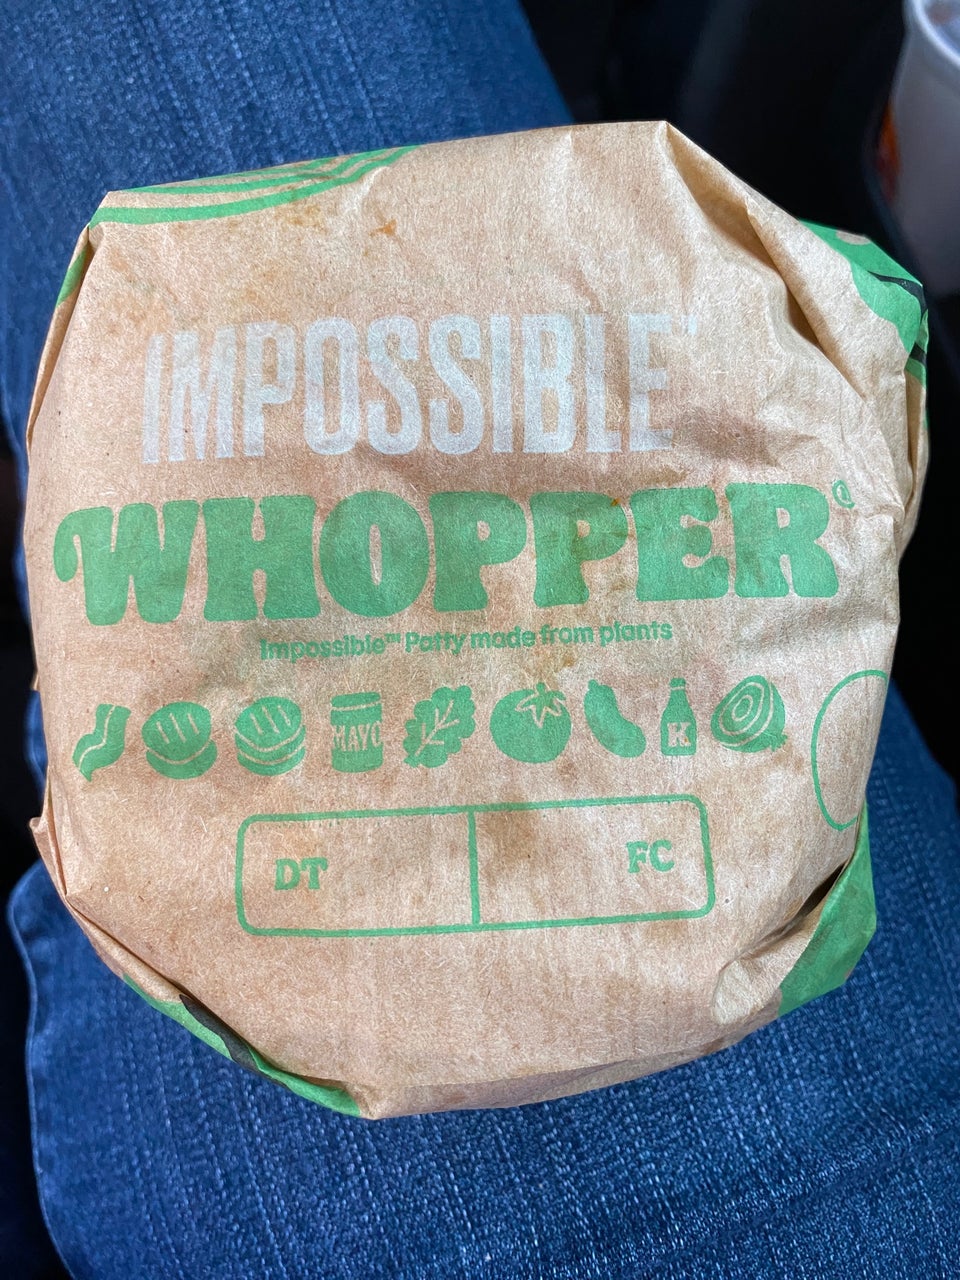 IMPOSSIBLE™
WHOPPER®
Impossible™ Patty made from plants
MAYO
K
DT
FC